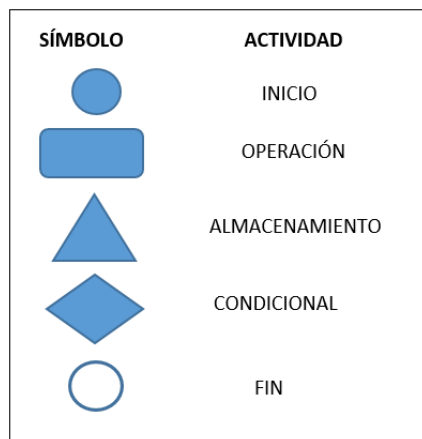 SÍMBOLO ACTIVIDAD
INICIO
OPERACIÓN
ALMACENAMIENTO
CONDICIONAL
FIN